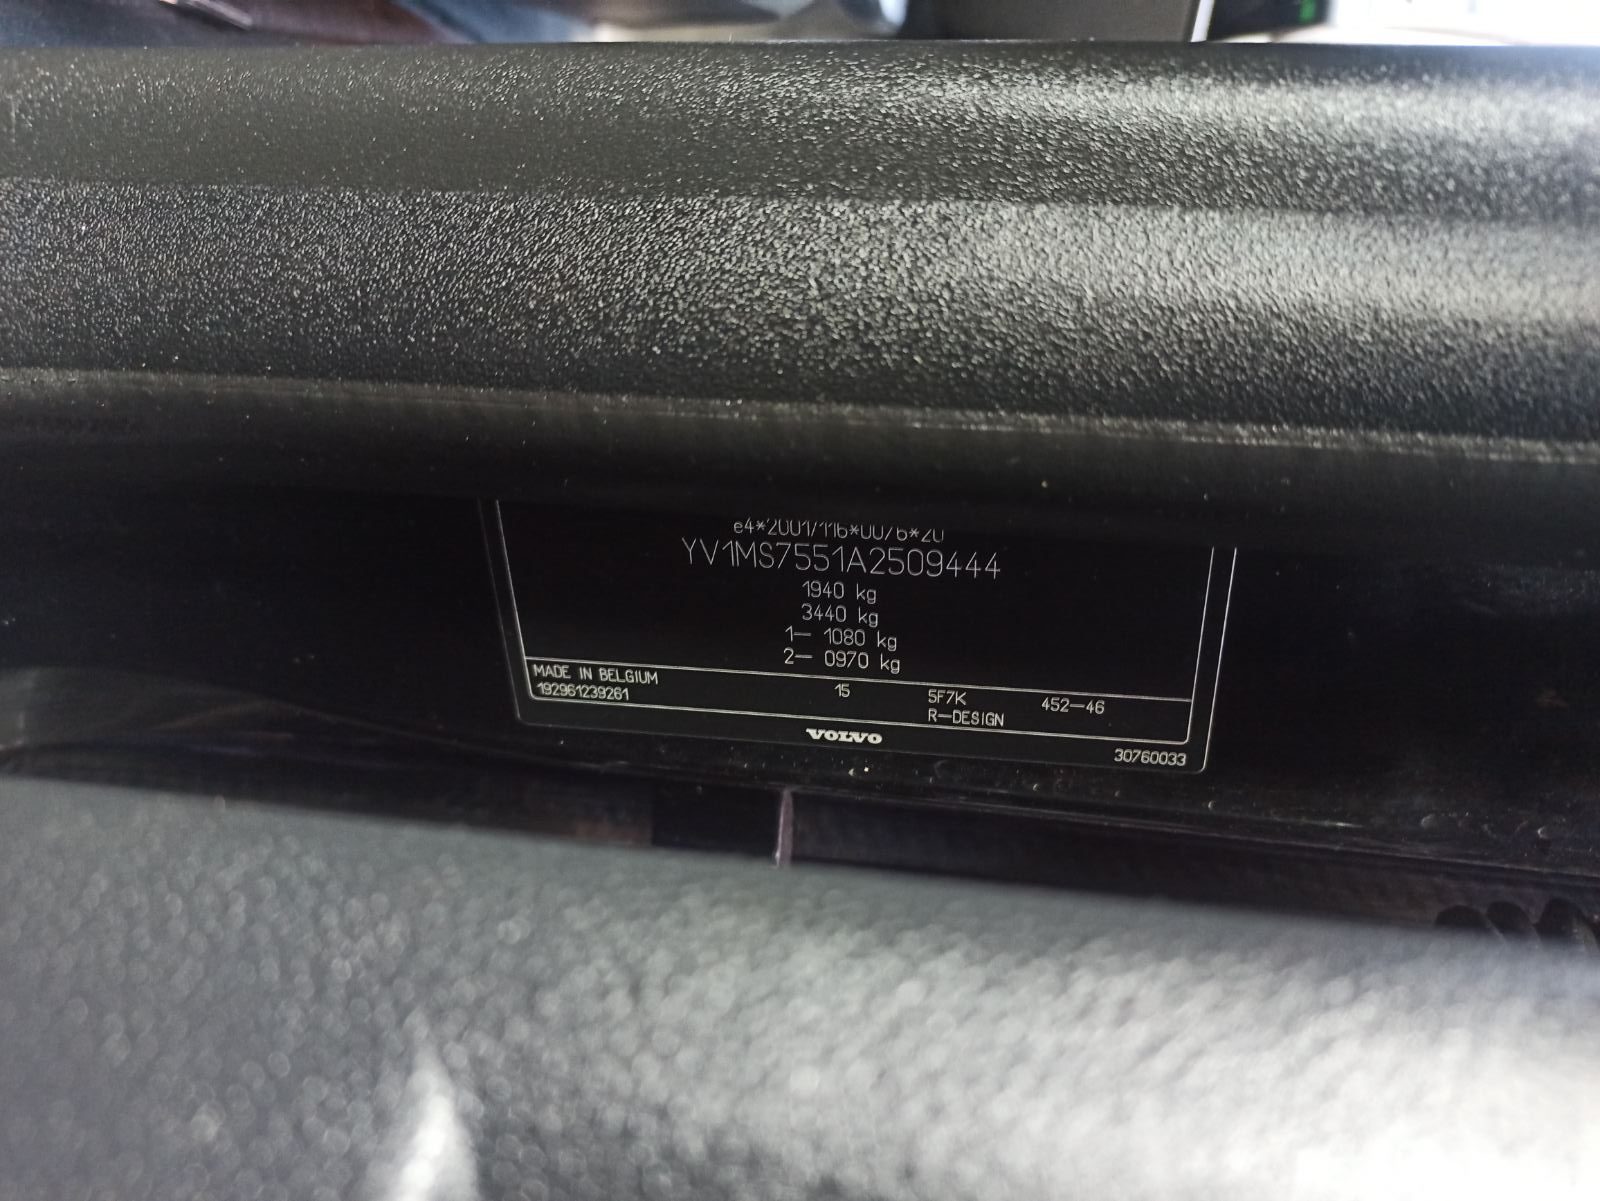 e4*2001/116*0076*20
YV1MS7551A2509444
1940 kg
3440 kg
1— 1080 kg
2— 0970 kg
MADE IN BELGIUM
192961239261
15
5F7K
R—DESIGN
452—46
VOLVO
30760033